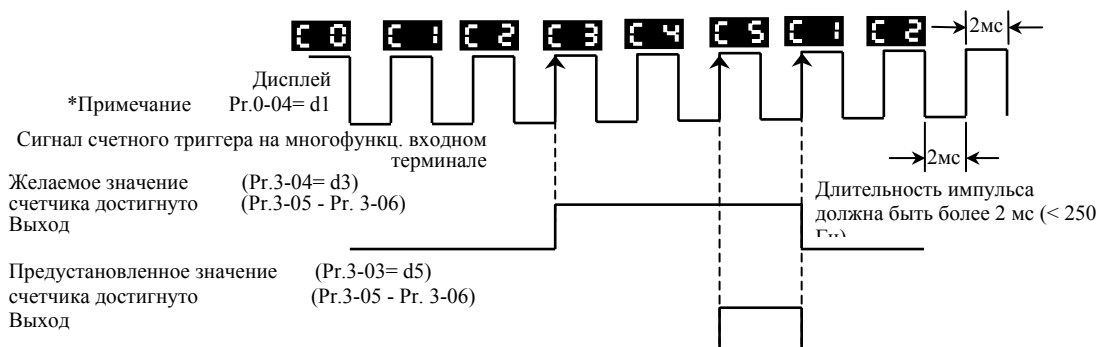 C 0 C 1 C 2 C 3 C 4 C 5 C 1 C 2 2мс
Дисплей
*Примечание Pr.0-04= d1
Сигнал счетного триггера на многофункц. входном
терминале
2мс
Желаемое значение (Pr.3-04= d3)
счетчика достигнуто (Pr.3-05 - Pr. 3-06)
Выход
Длительность импульса
должна быть более 2 мс (< 250
Гц)
Предустановленное значение (Pr.3-03= d5)
счетчика достигнуто (Pr.3-05 - Pr. 3-06)
Выход